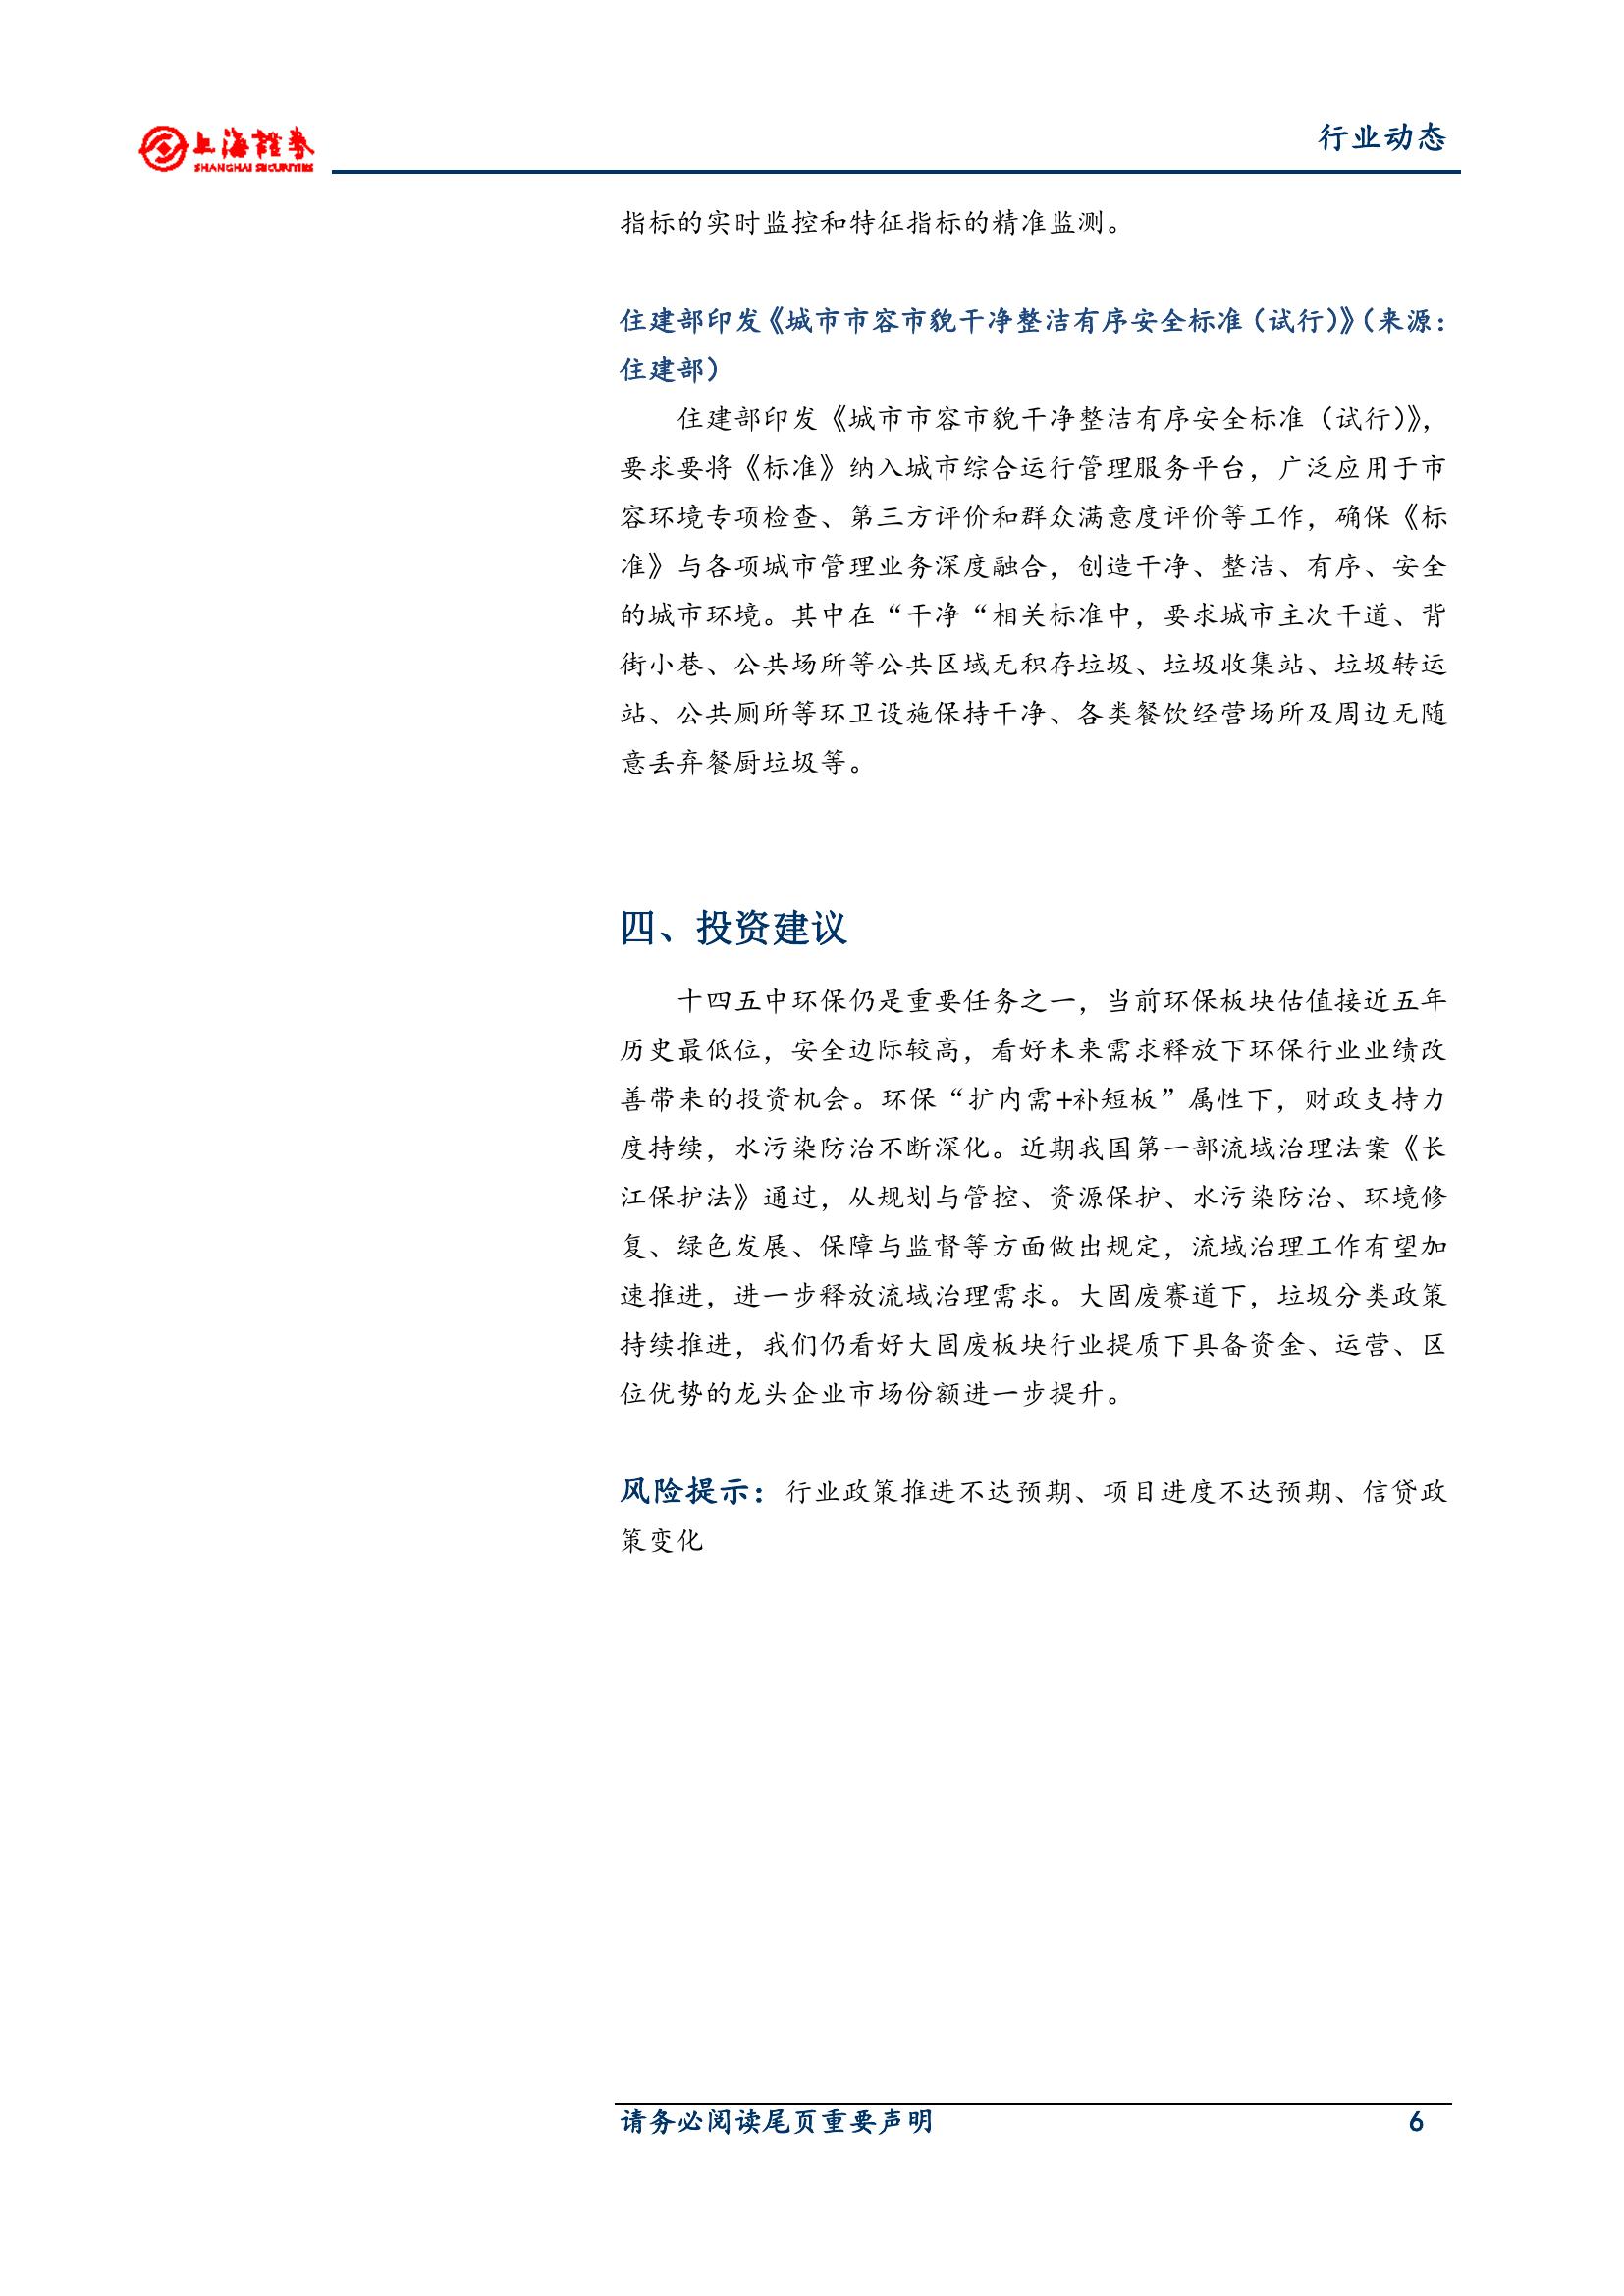 上海證券
SHANGHAI SECURITIES
行业动态
指标的实时监控和特征指标的精准监测。
住建部印发《城市市容市貌干净整洁有序安全标准（试行）》（来源：
住建部）
住建部印发《城市市容市貌干净整洁有序安全标准（试行）》，
要求要将《标准》纳入城市综合运行管理服务平台，广泛应用于市
容环境专项检查、第三方评价和群众满意度评价等工作，确保《标
准》与各项城市管理业务深度融合，创造干净、整洁、有序、安全
的城市环境。其中在“干净“相关标准中，要求城市主次干道、背
街小巷、公共场所等公共区域无积存垃圾、垃圾收集站、垃圾转运
站、公共厕所等环卫设施保持干净、各类餐饮经营场所及周边无随
意丢弃餐厨垃圾等。
四、投资建议
十四五中环保仍是重要任务之一，当前环保板块估值接近五年
历史最低位，安全边际较高，看好未来需求释放下环保行业业绩改
善带来的投资机会。环保“扩内需+补短板”属性下，财政支持力
度持续，水污染防治不断深化。近期我国第一部流域治理法案《长
江保护法》通过，从规划与管控、资源保护、水污染防治、环境修
复、绿色发展、保障与监督等方面做出规定，流域治理工作有望加
速推进，进一步释放流域治理需求。大固废赛道下，垃圾分类政策
持续推进，我们仍看好大固废板块行业提质下具备资金、运营、区
位优势的龙头企业市场份额进一步提升。
风险提示：行业政策推进不达预期、项目进度不达预期、信贷政
策变化
请务必阅读尾页重要声明 6